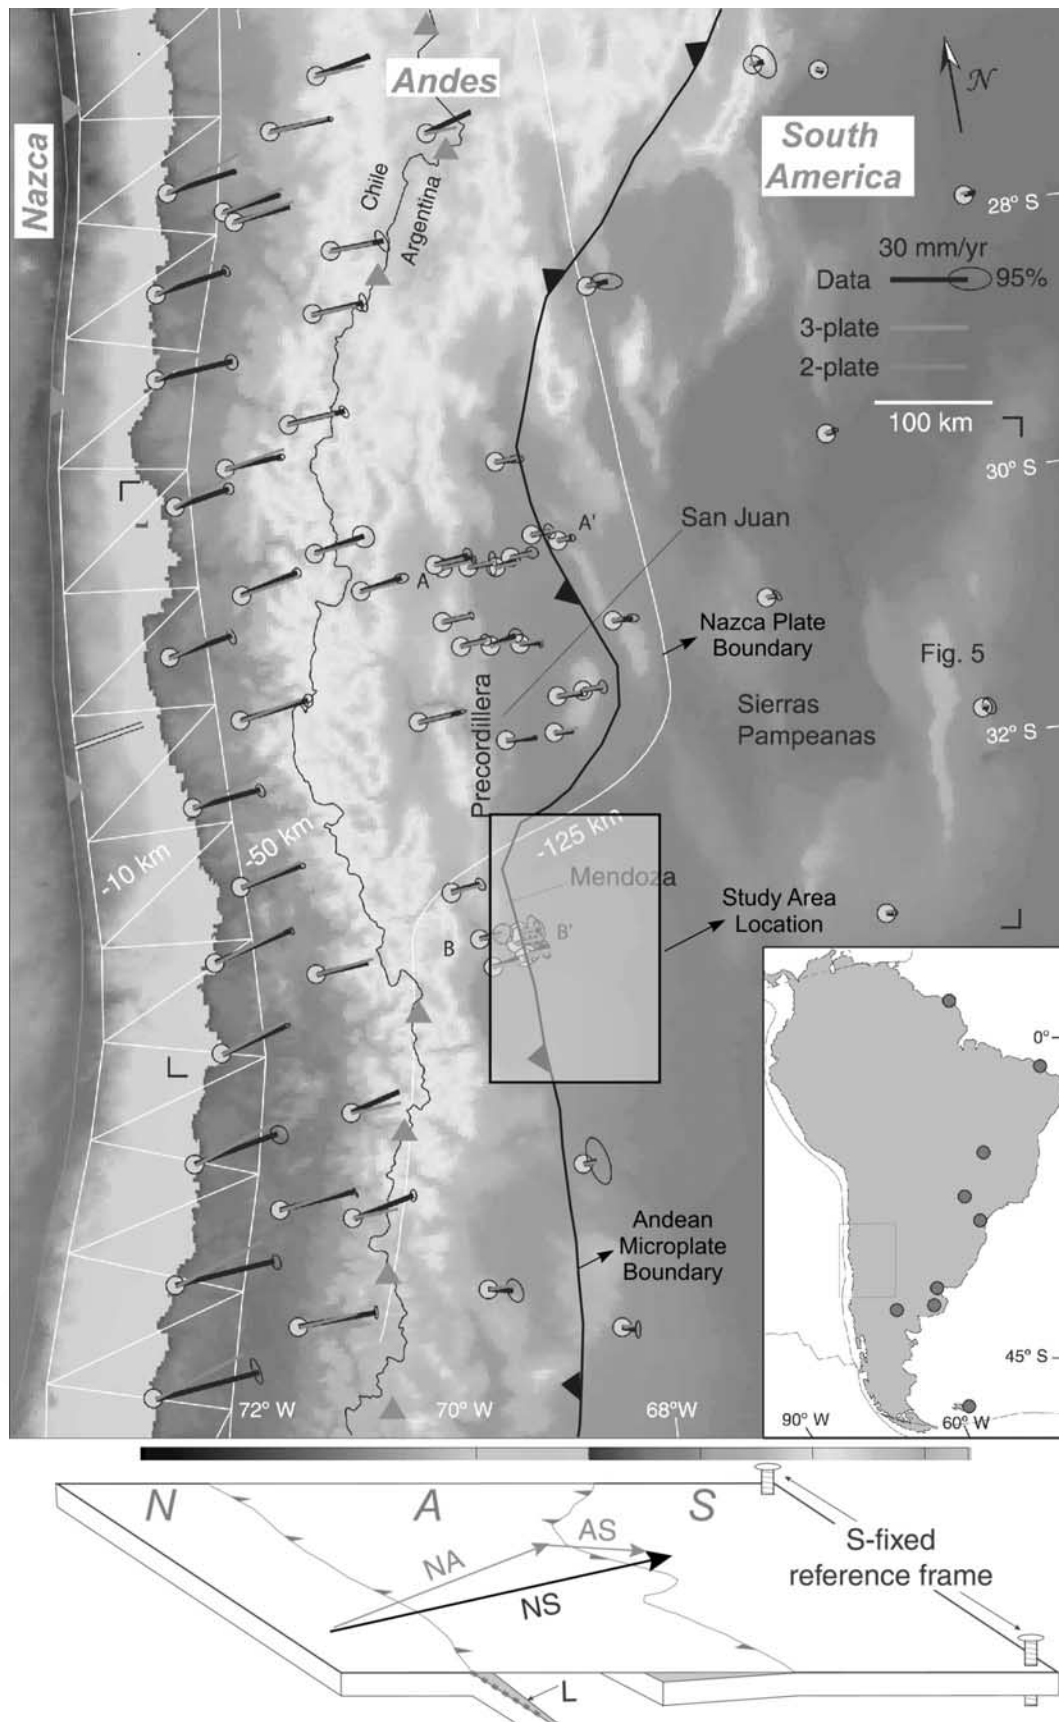 Andes
Nazca
South
America
N
Chile
Argentina
28° S
30 mm/yr
Data
95%
3-plate
2-plate
100 km
30° S
San Juan
A'
A
Nazca Plate
Boundary
Fig. 5
Precordillera
Sierras
Pampeanas
32° S
-10 km
-50 km
-125 km
Mendoza
Study Area
Location
B
B'
Andean
Microplate
Boundary
0°
45° S
90° W
60° W
72° W
70° W
68°W
N
A
S
NA
AS
NS
S-fixed
reference frame
L